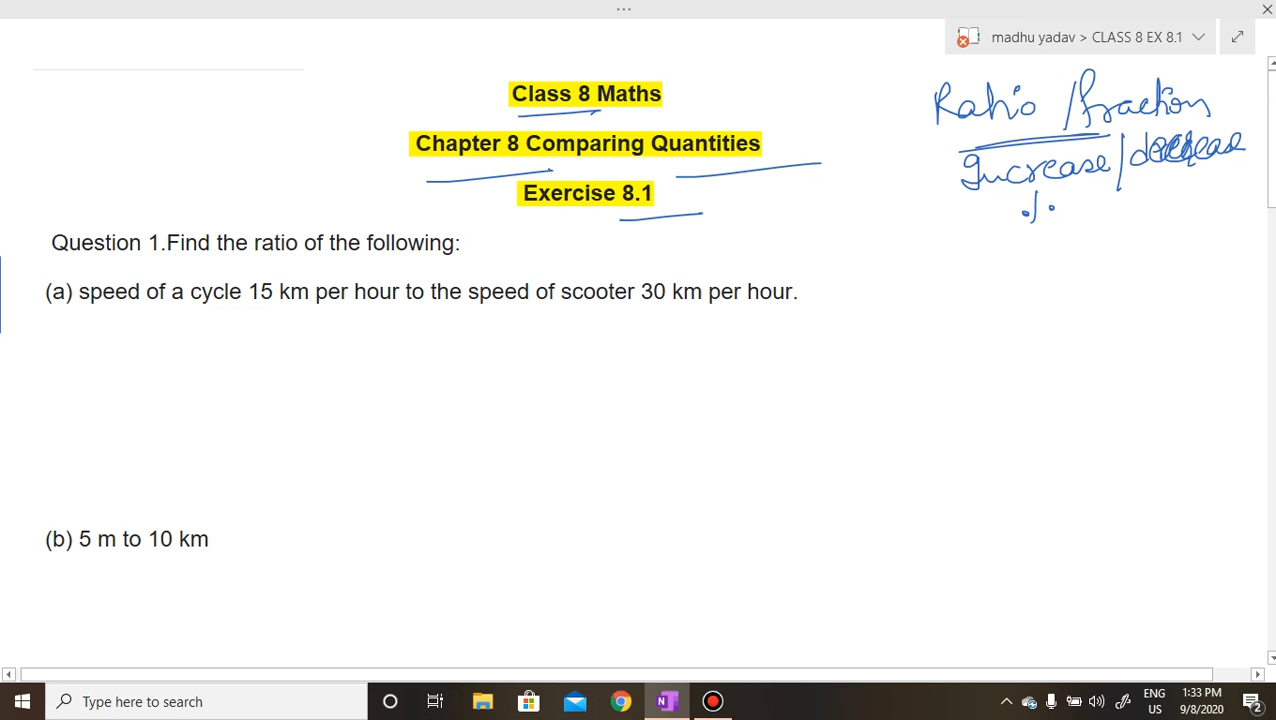 madhu yadav > CLASS 8 EX 8.1
Class 8 Maths
Ratio / fraction
Chapter 8 Comparing Quantities
Increase / decrease
Exercise 8.1
%
Question 1.Find the ratio of the following:
(a) speed of a cycle 15 km per hour to the speed of scooter 30 km per hour.
(b) 5 m to 10 km
Type here to search
ENG
US
1:33 PM
9/8/2020
2